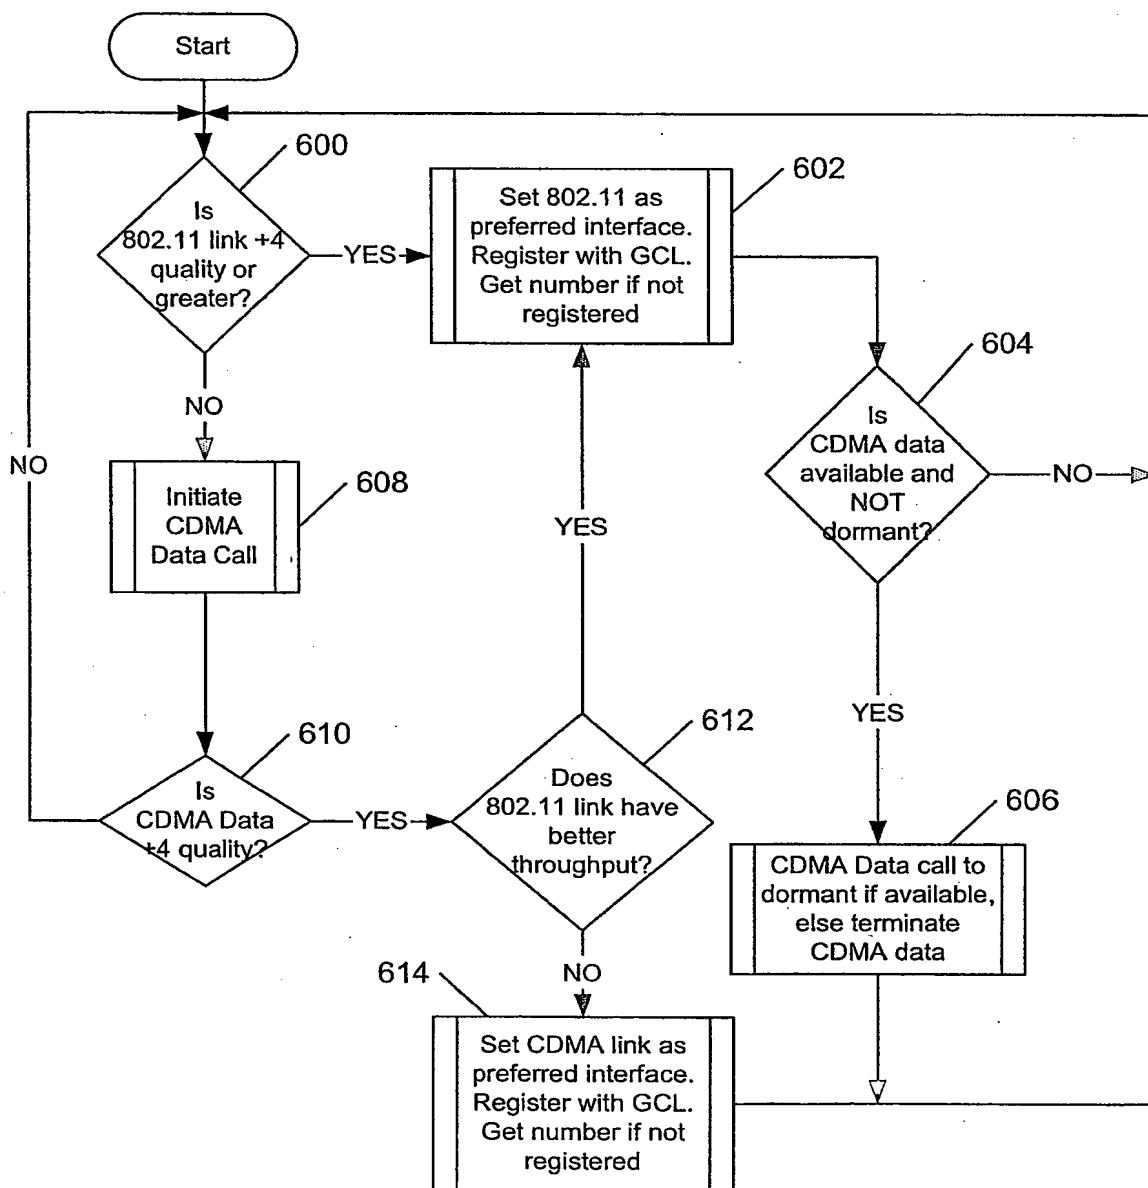 Start
600
Is
802.11 link +4
quality or
greater?
YES
Set 802.11 as
preferred interface.
Register with GCL.
Get number if not
registered
602
604
Is
CDMA data
available and
NOT
dormant?
NO
NO
NO
Initiate
CDMA
Data Call
608
YES
YES
610
Is
CDMA Data
+4 quality?
YES
612
Does
802.11 link have
better
throughput?
606
CDMA Data call to
dormant if available,
else terminate
CDMA data
NO
614
Set CDMA link as
preferred interface.
Register with GCL.
Get number if not
registered